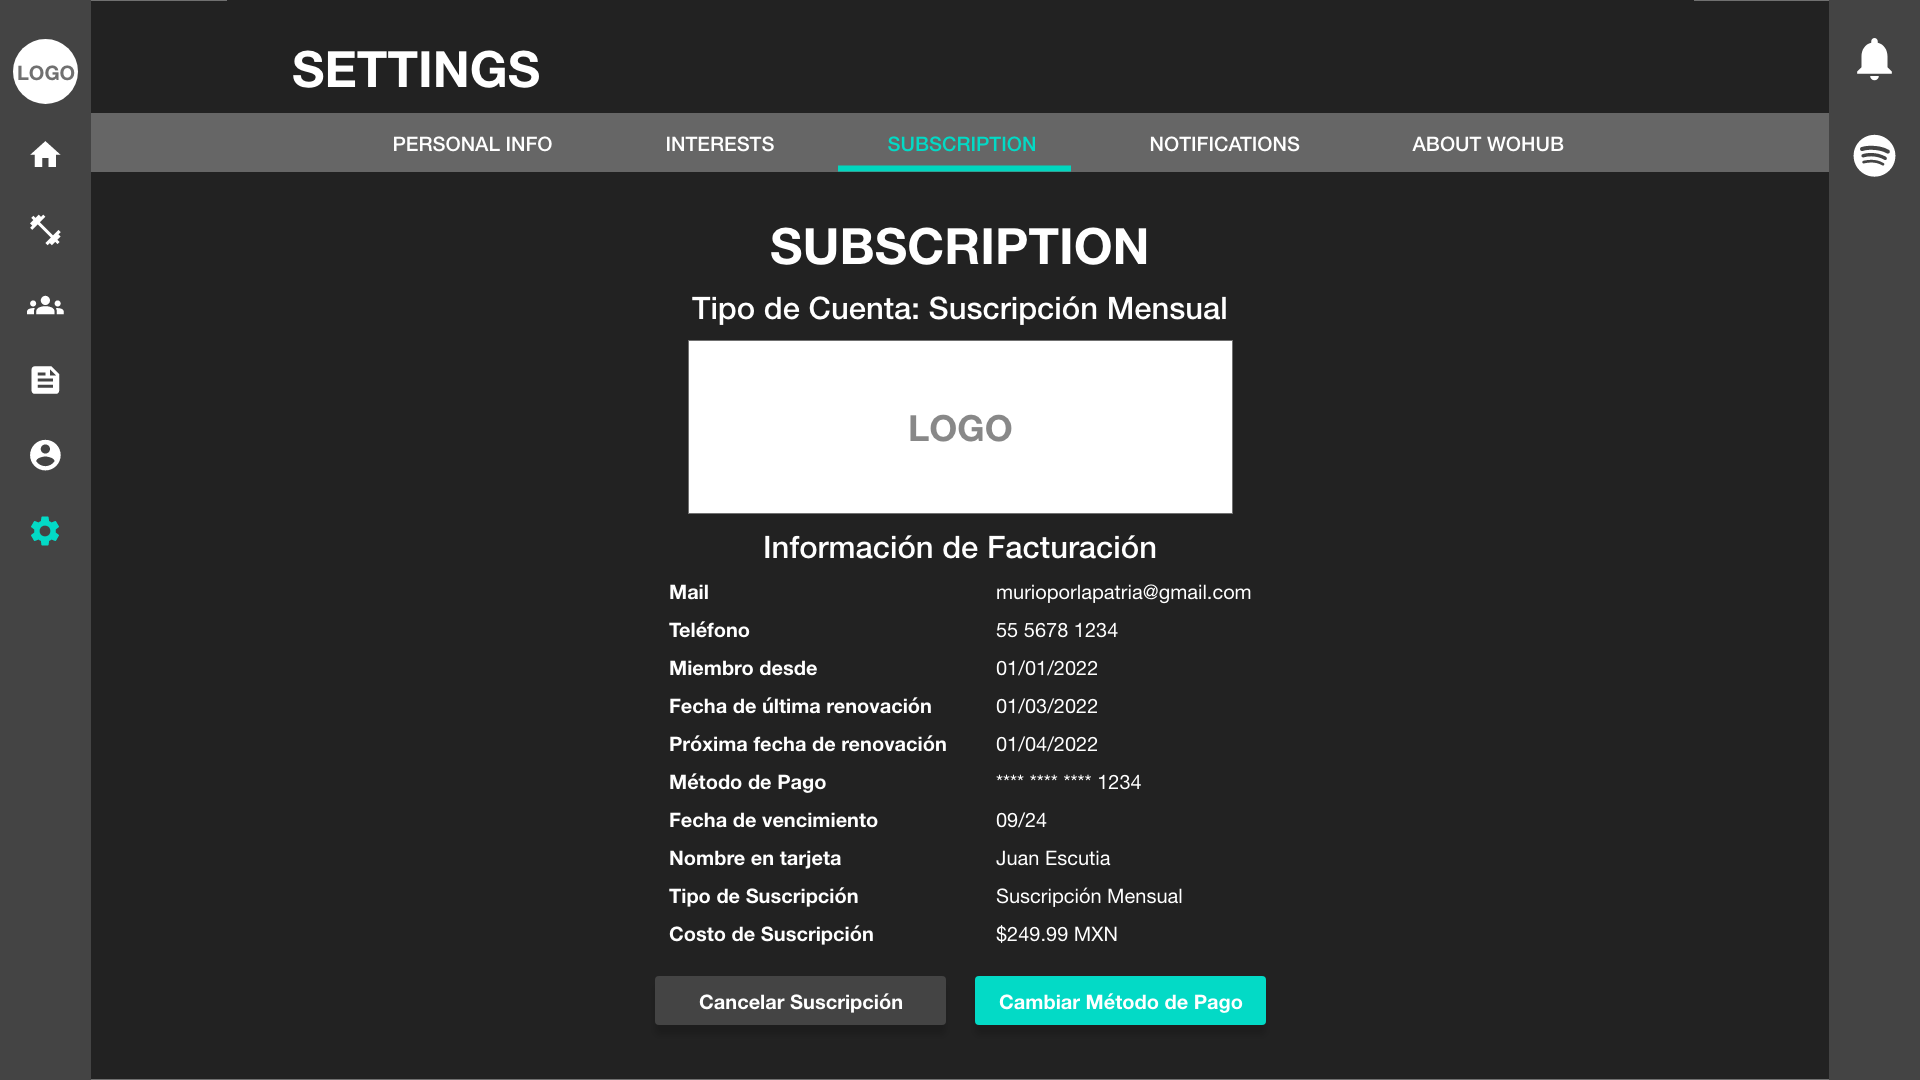 LOGO
SETTINGS
PERSONAL INFO INTERESTS SUBSCRIPTION NOTIFICATIONS ABOUT WOHUB
SUBSCRIPTION
Tipo de Cuenta: Suscripción Mensual
LOGO
Información de Facturación
Mail murioporlapatria@gmail.com
Teléfono 55 5678 1234
Miembro desde 01/01/2022
Fecha de última renovación 01/03/2022
Próxima fecha de renovación 01/04/2022
Método de Pago **** **** **** 1234
Fecha de vencimiento 09/24
Nombre en tarjeta Juan Escutia
Tipo de Suscripción Suscripción Mensual
Costo de Suscripción $249.99 MXN
Cancelar Suscripción Cambiar Método de Pago